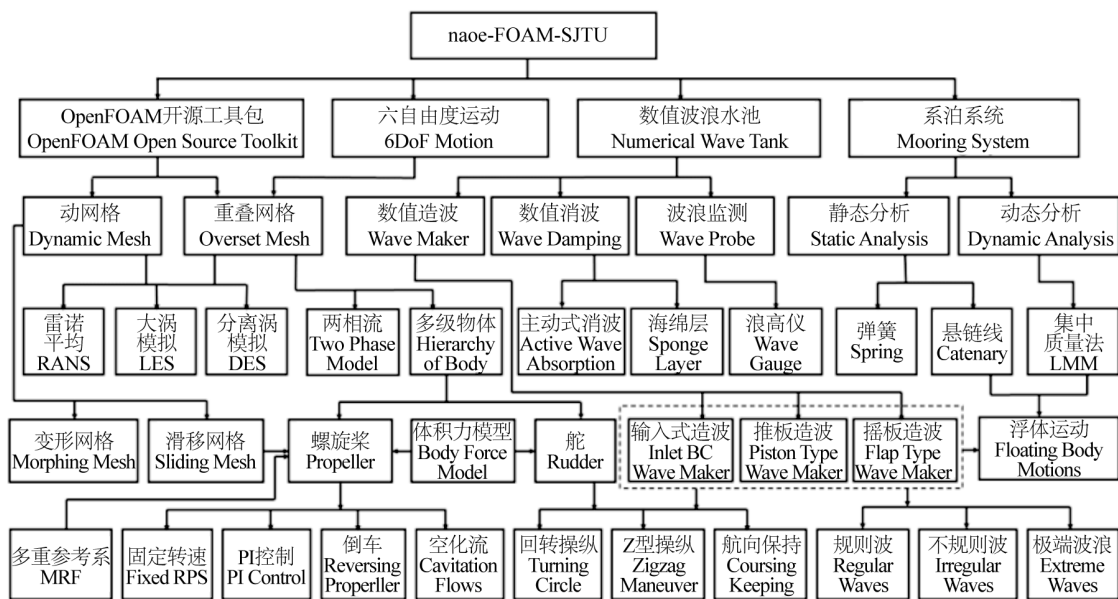 naoe-FOAM-SJTU
OpenFOAM开源工具包
OpenFOAM Open Source Toolkit
六自由度运动
6DoF Motion
数值波浪水池
Numerical Wave Tank
系泊系统
Mooring System
动网格
Dynamic Mesh
重叠网格
Overset Mesh
数值造波
Wave Maker
数值消波
Wave Damping
波浪监测
Wave Probe
静态分析
Static Analysis
动态分析
Dynamic Analysis
雷诺
平均
RANS
大涡
模拟
LES
分离涡
模拟
DES
两相流
Two Phase
Model
多级物体
Hierarchy
of Body
主动式消波
Active Wave
Absorption
海绵层
Sponge
Layer
浪高仪
Wave
Gauge
弹簧
Spring
悬链线
Catenary
集中
质量法
LMM
变形网格
Morphing Mesh
滑移网格
Sliding Mesh
螺旋桨
Propeller
体积力模型
Body Force
Model
舵
Rudder
输入式造波
Inlet BC
Wave Maker
推板造波
Piston Type
Wave Maker
摇板造波
Flap Type
Wave Maker
浮体运动
Floating Body
Motions
多重参考系
MRF
固定转速
Fixed RPS
PI控制
PI Control
倒车
Reversing
Properller
空化流
Cavitation
Flows
回转操纵
Turning
Circle
Z型操纵
Zigzag
Maneuver
航向保持
Coursing
Keeping
规则波
Regular
Waves
不规则波
Irregular
Waves
极端波浪
Extreme
Waves